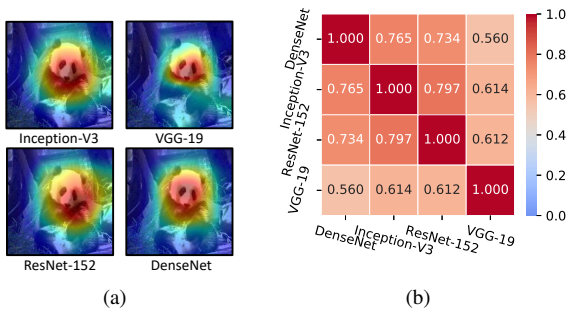 Inception-V3
VGG-19
ResNet-152
DenseNet
(a)
DenseNet
Inception-V3
ResNet-152
VGG-19
1.000 0.765 0.734 0.560
0.765 1.000 0.797 0.614
0.734 0.797 1.000 0.612
0.560 0.614 0.612 1.000
DenseNet
Inception-V3
ResNet-152
VGG-19
1.0
0.8
0.6
0.4
0.2
0.0
(b)